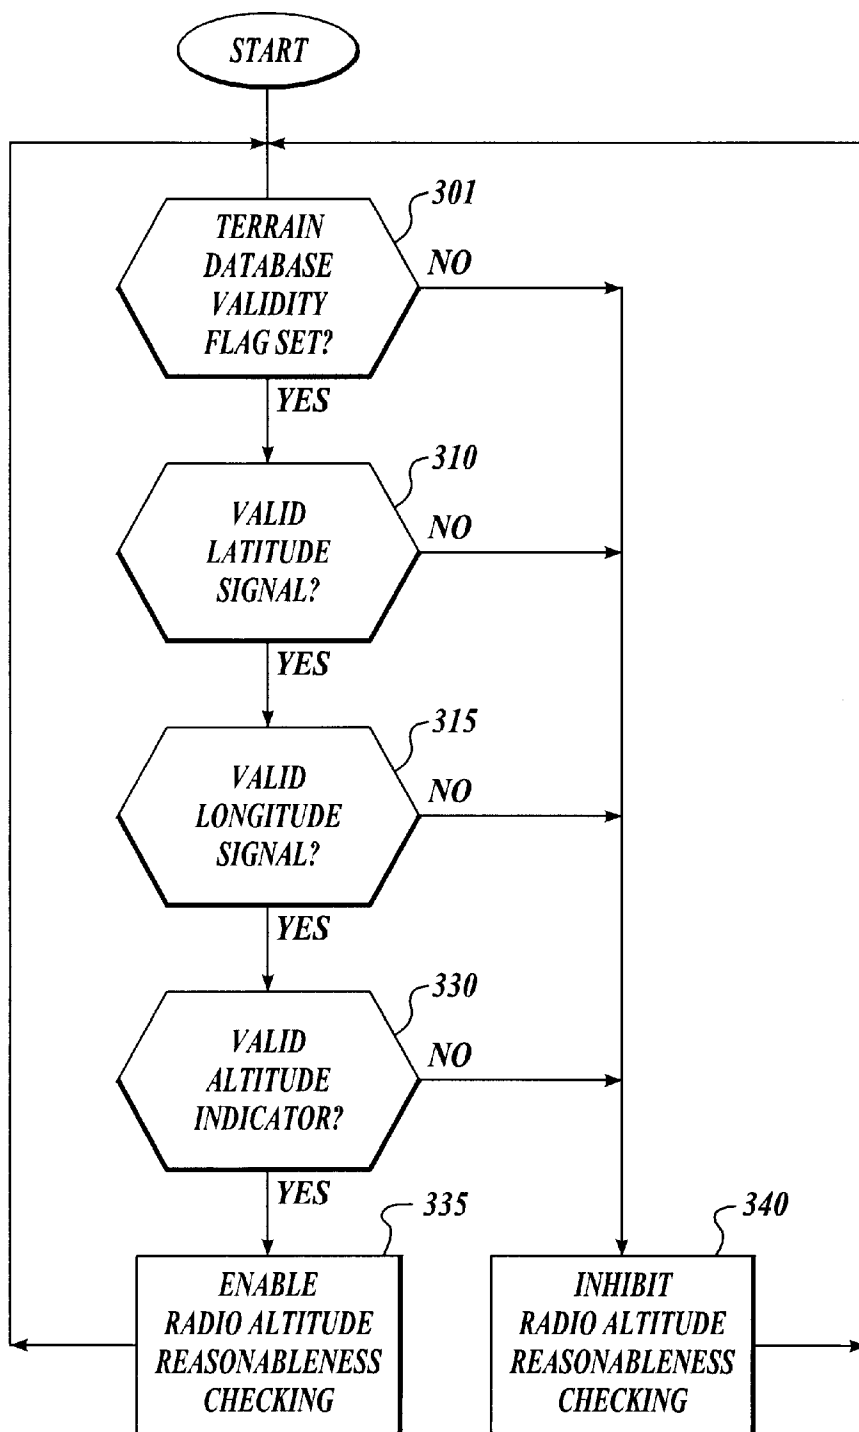 START
301
TERRAIN
DATABASE
VALIDITY
FLAG SET?
NO
YES
310
VALID
LATITUDE
SIGNAL?
NO
YES
315
VALID
LONGITUDE
SIGNAL?
NO
YES
330
VALID
ALTITUDE
INDICATOR?
NO
YES
335
ENABLE
RADIO ALTITUDE
REASONABLENESS
CHECKING
340
INHIBIT
RADIO ALTITUDE
REASONABLENESS
CHECKING